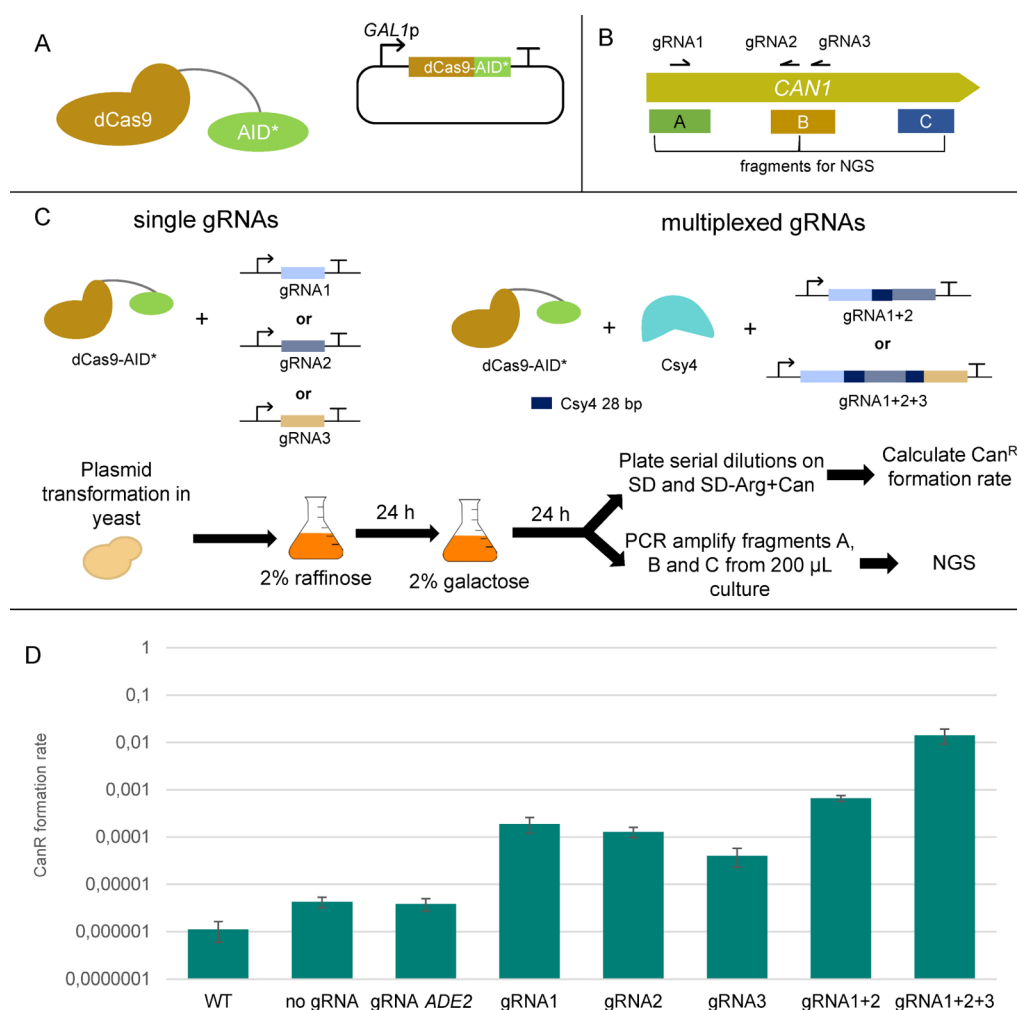 A
dCas9
AID*
GAL1p
dCas9-AID*
B
gRNA1
gRNA2
gRNA3
CAN1
A
B
C
fragments for NGS
C
single gRNAs
dCas9-AID*
+
gRNA1
or
gRNA2
or
gRNA3
multiplexed gRNAs
dCas9-AID*
+
Csy4
+
gRNA1+2
or
gRNA1+2+3
Csy4 28 bp
Plasmid
transformation in
yeast
2% raffinose
24 h
2% galactose
24 h
Plate serial dilutions on
SD and SD-Arg+Can
Calculate Can^R
formation rate
PCR amplify fragments A,
B and C from 200 µL
culture
NGS
D
CanR formation rate
1
0,1
0,01
0,001
0,0001
0,00001
0,000001
0,0000001
WT
no gRNA
gRNA ADE2
gRNA1
gRNA2
gRNA3
gRNA1+2
gRNA1+2+3